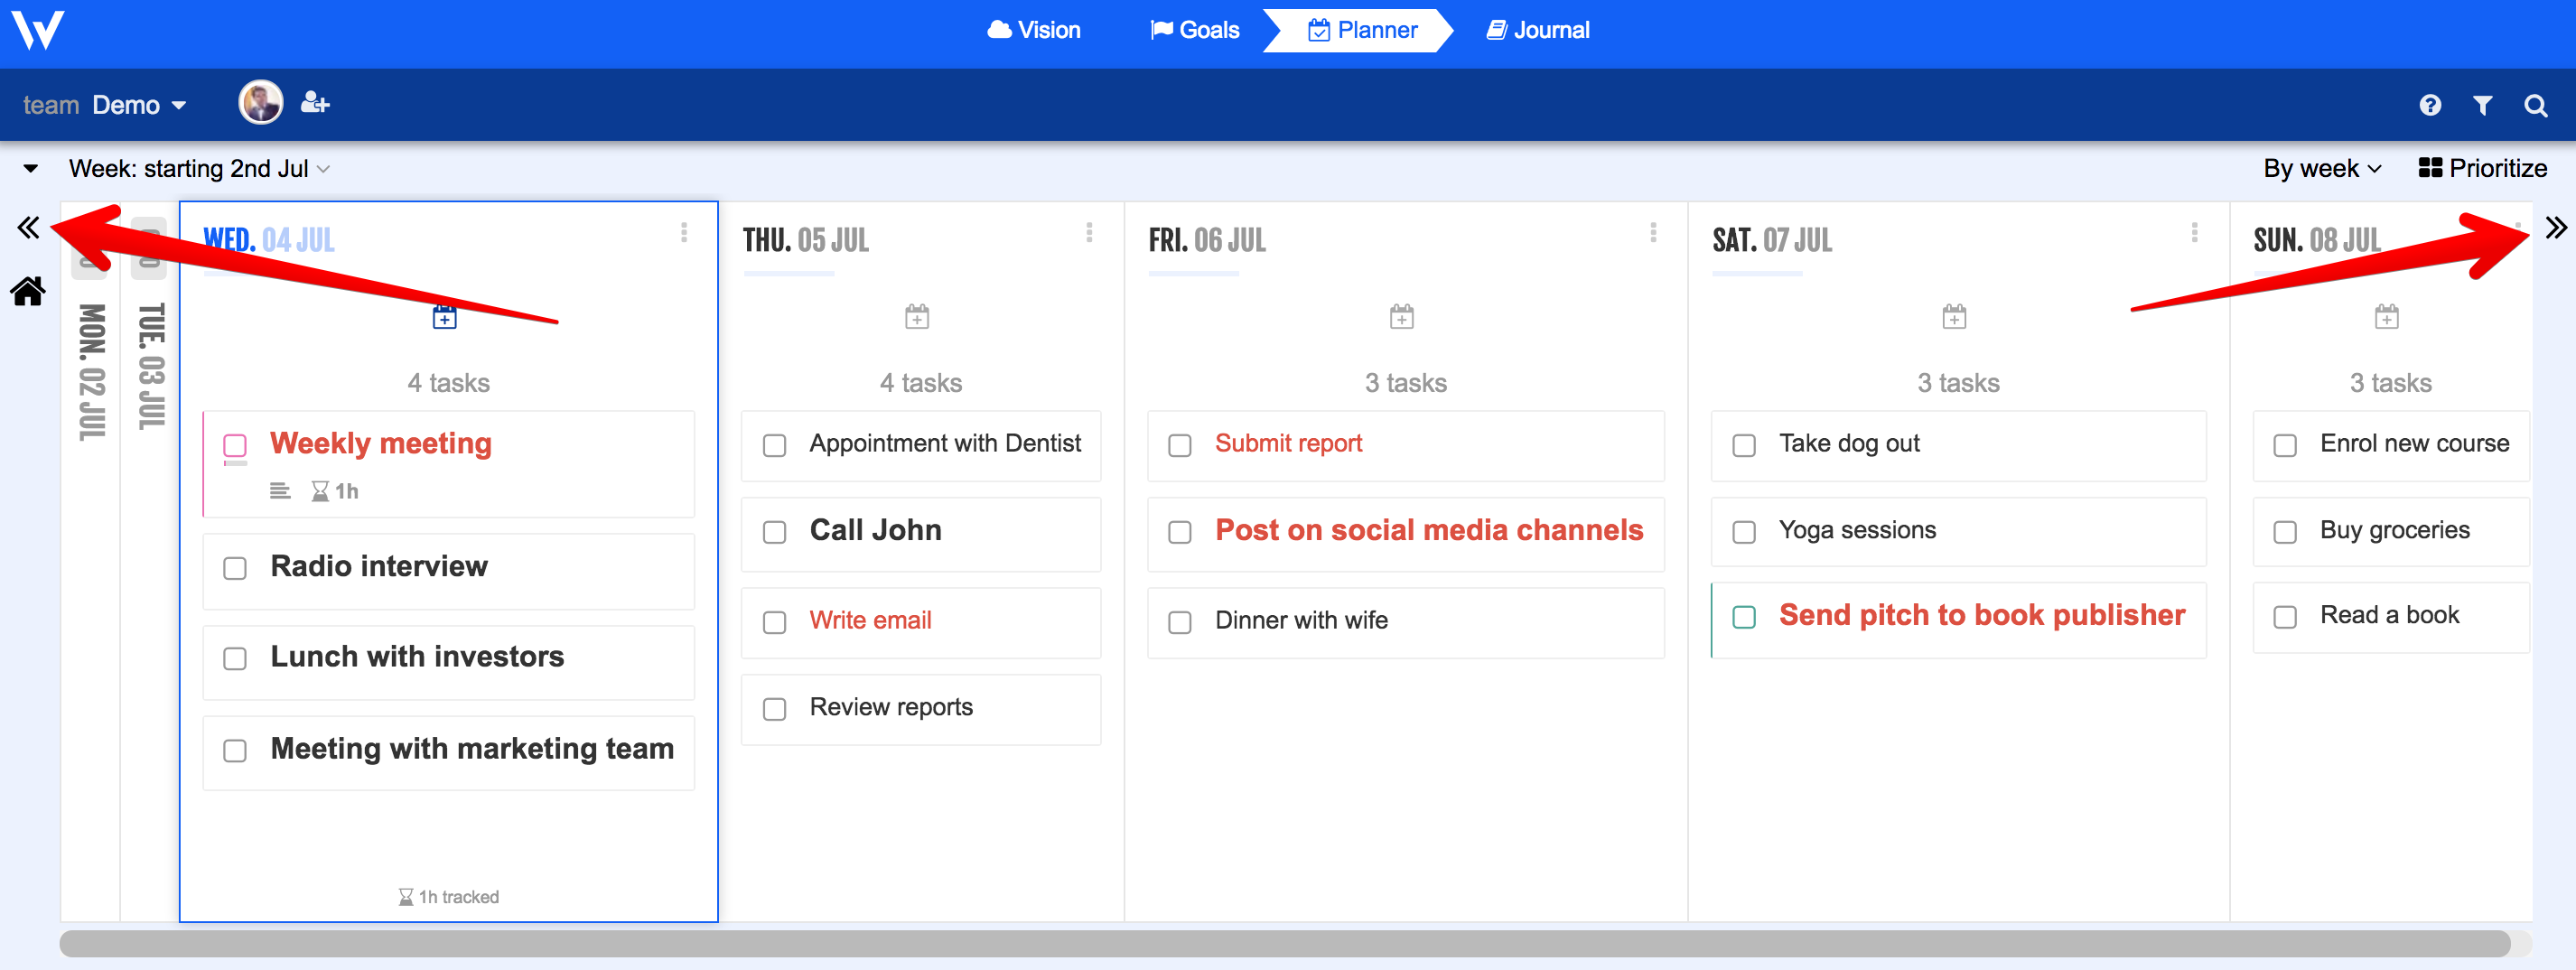 Vision
Goals
Planner
Journal
team Demo
Week: starting 2nd Jul
By week
Prioritize
MON. 02 JUL
0
TUE. 03 JUL
WED. 04 JUL
4 tasks
Weekly meeting
1h
Radio interview
Lunch with investors
Meeting with marketing team
1h tracked
THU. 05 JUL
4 tasks
Appointment with Dentist
Call John
Write email
Review reports
FRI. 06 JUL
3 tasks
Submit report
Post on social media channels
Dinner with wife
SAT. 07 JUL
3 tasks
Take dog out
Yoga sessions
Send pitch to book publisher
SUN. 08 JUL
3 tasks
Enrol new course
Buy groceries
Read a book